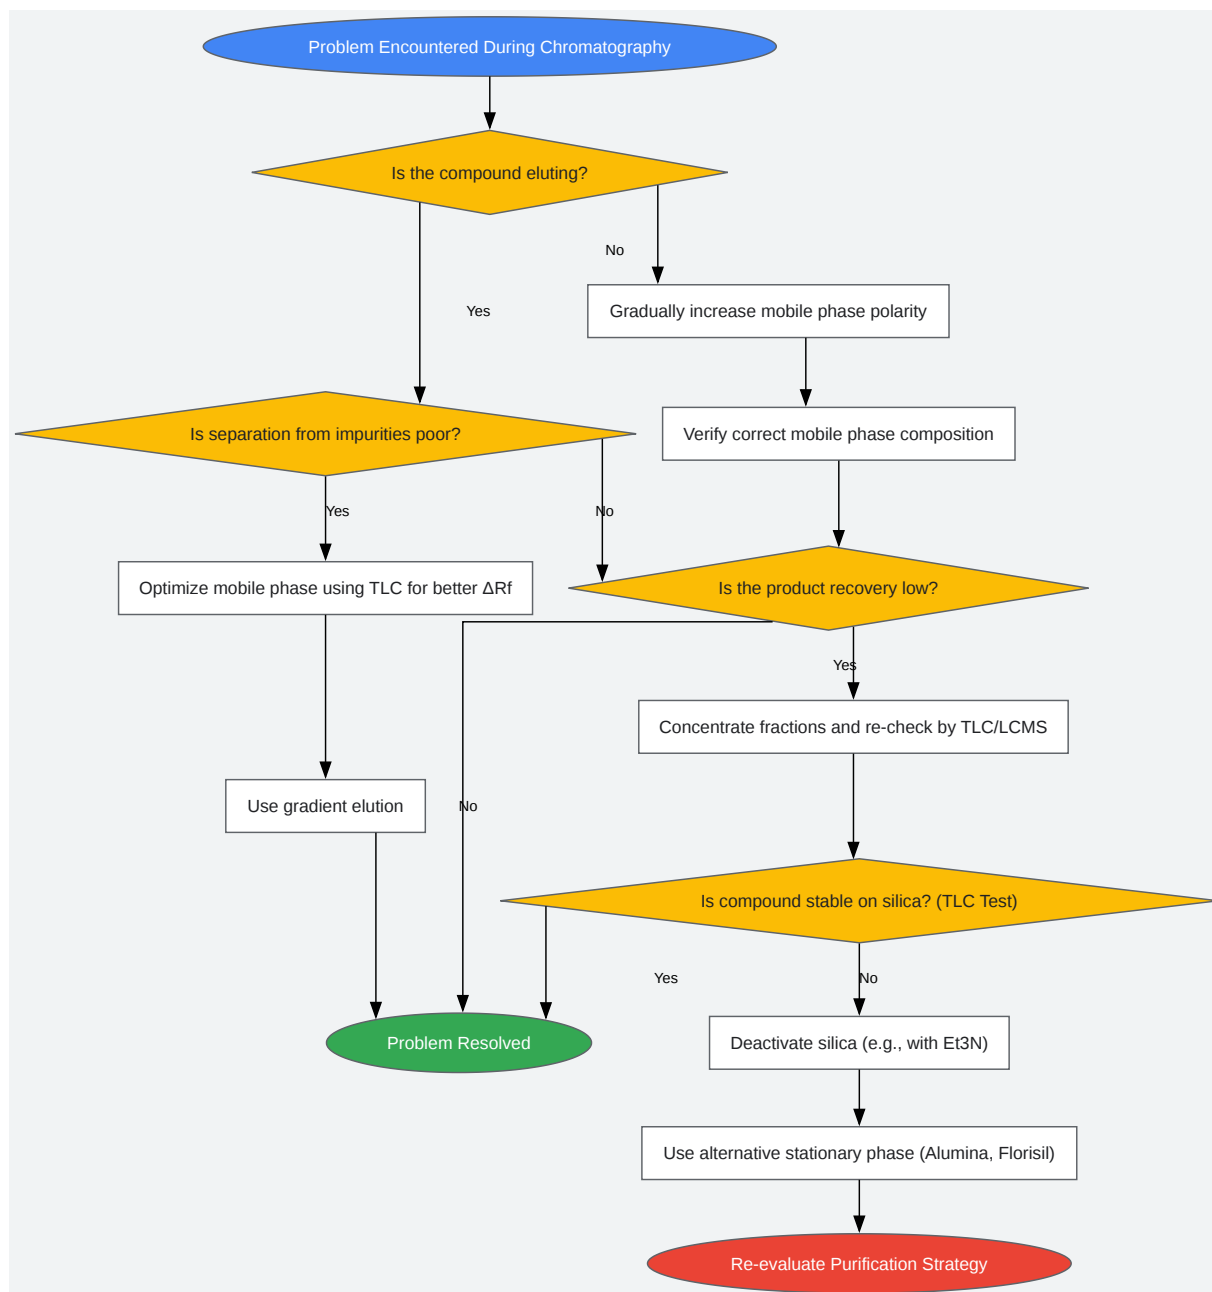 Problem Encountered During Chromatography
Is the compound eluting?
No
Yes
Gradually increase mobile phase polarity
Is separation from impurities poor?
Verify correct mobile phase composition
Yes
No
Optimize mobile phase using TLC for better ΔRf
Is the product recovery low?
Yes
Concentrate fractions and re-check by TLC/LCMS
Use gradient elution
No
Is compound stable on silica? (TLC Test)
Yes
No
Problem Resolved
Deactivate silica (e.g., with Et3N)
Use alternative stationary phase (Alumina, Florisil)
Re-evaluate Purification Strategy